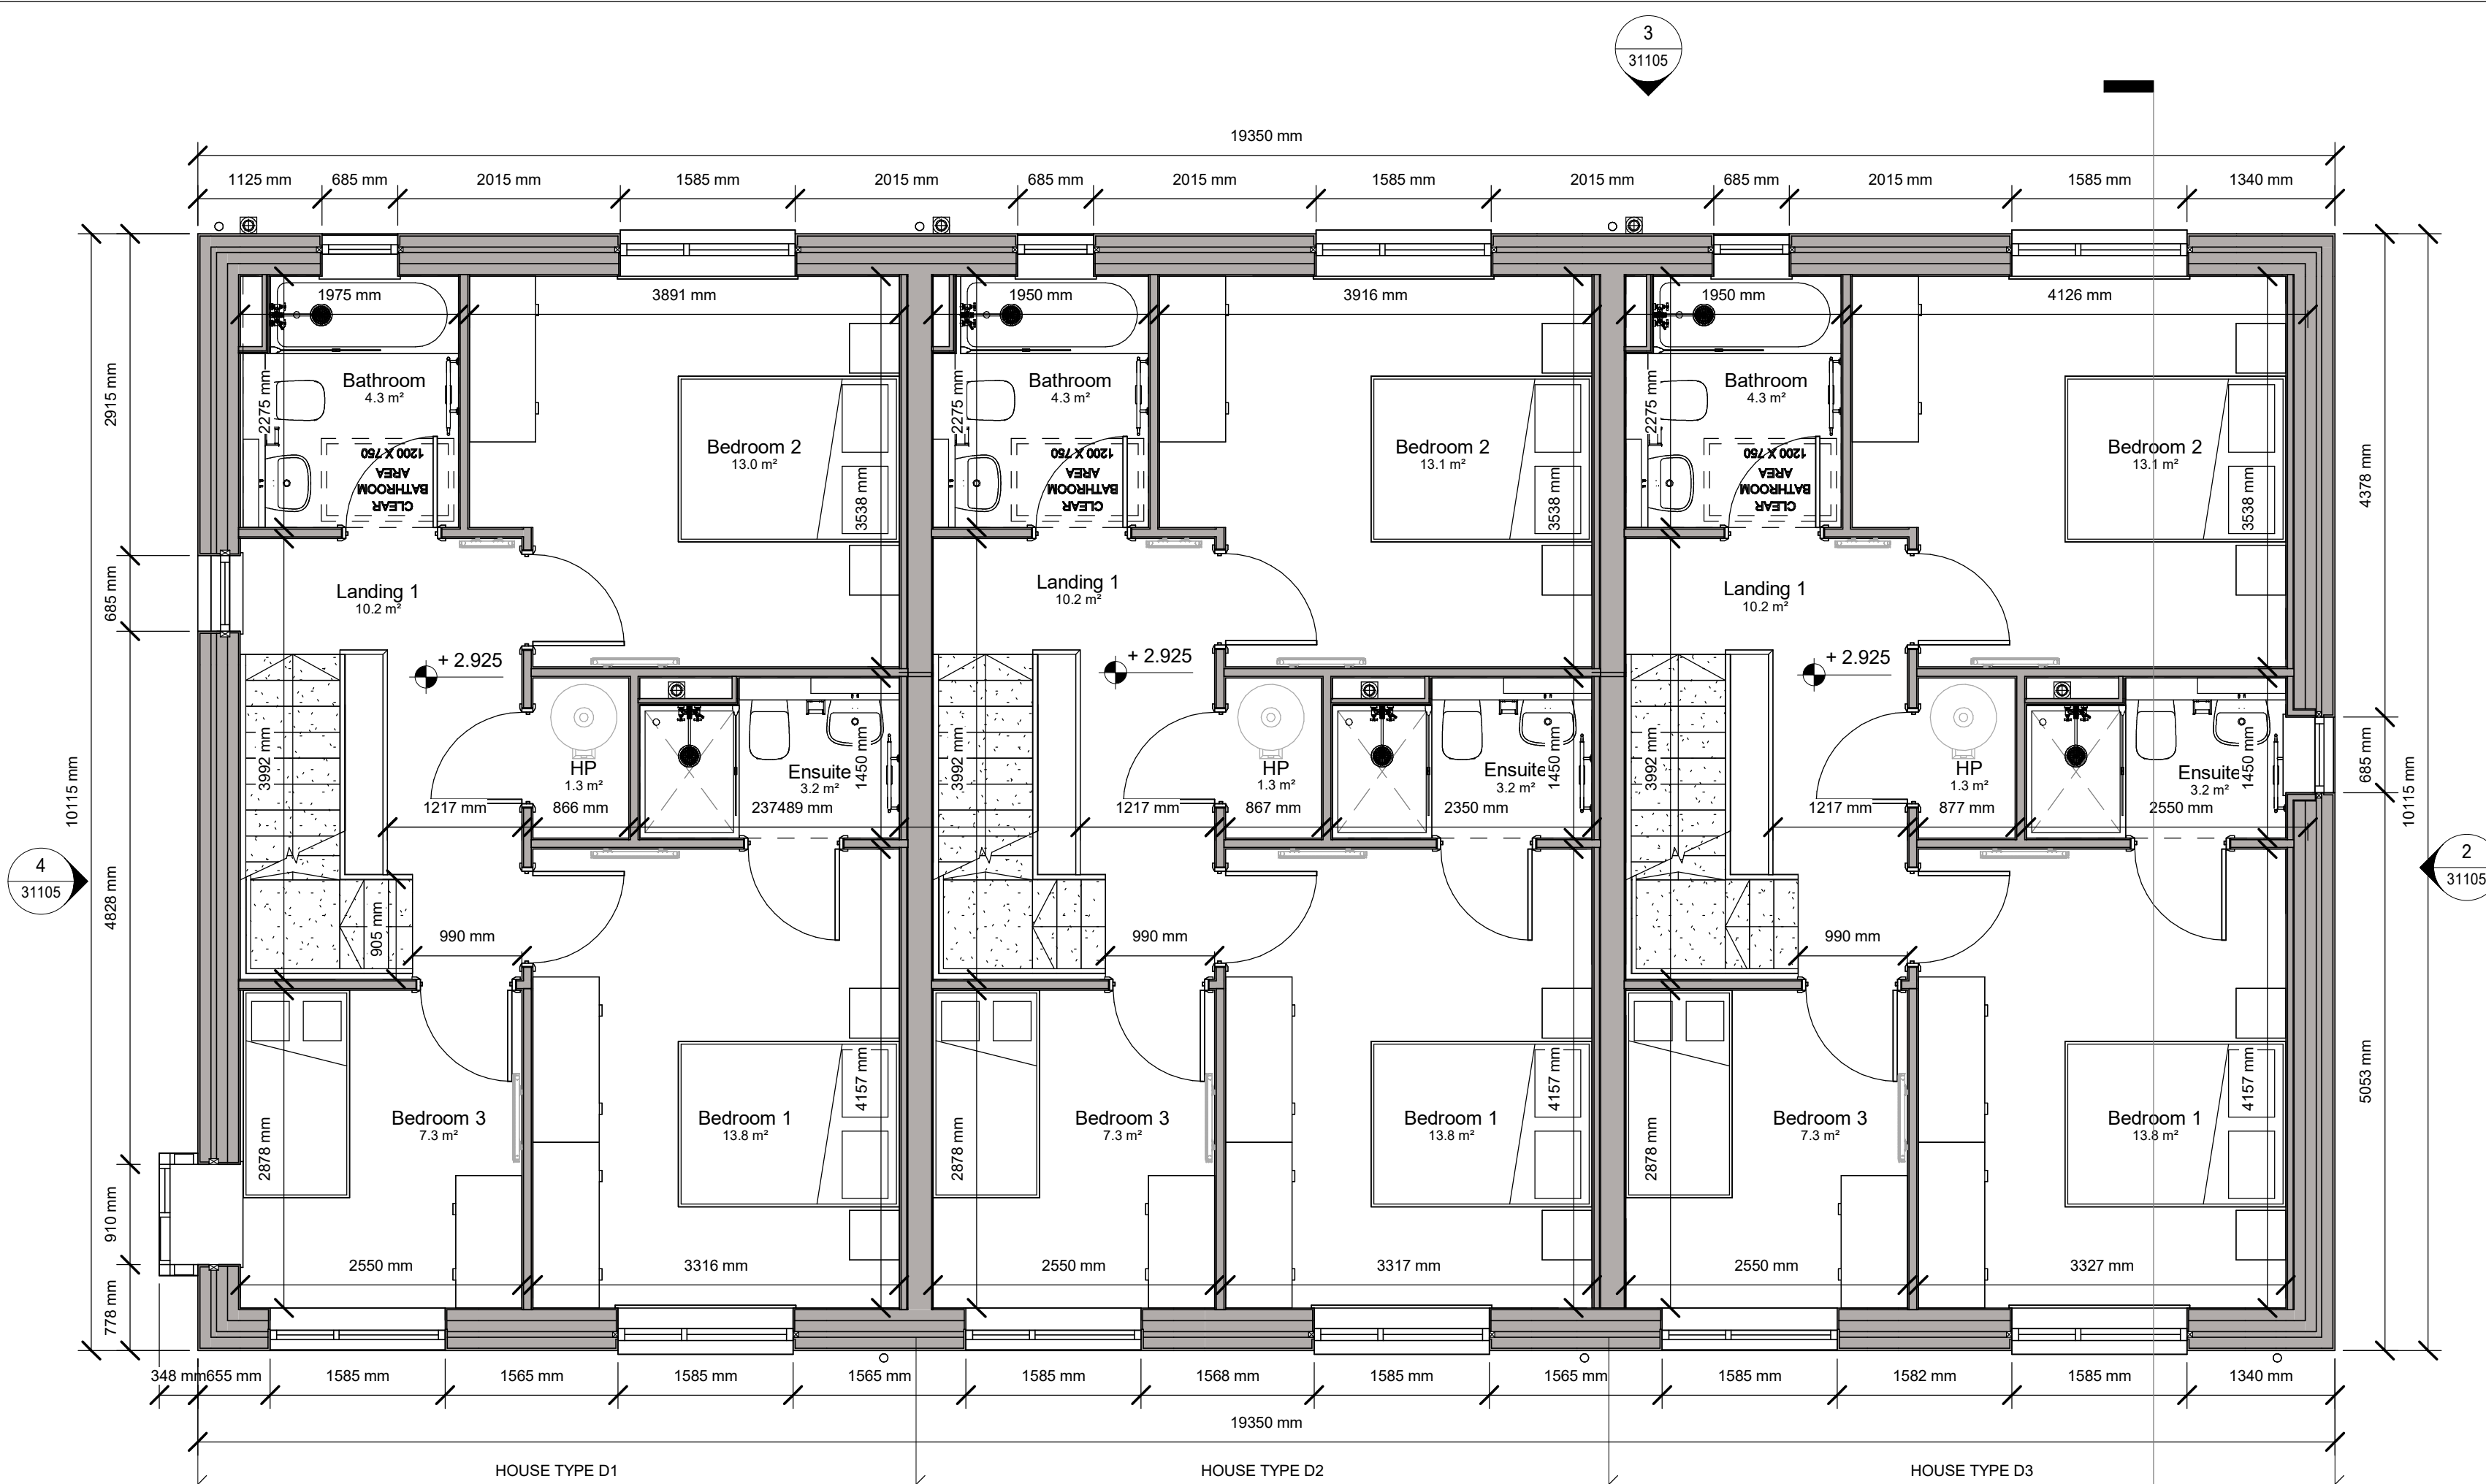 3
31105
19350 mm
1125 mm 685 mm 2015 mm 1585 mm 2015 mm 685 mm 2015 mm 1585 mm 2015 mm 685 mm 2015 mm 1585 mm 1340 mm
1975 mm 3891 mm 1950 mm 3916 mm 1950 mm 4126 mm
2915 mm
685 mm
4828 mm
910 mm
778 mm
10115 mm
4
31105
Bathroom
4.3 m²
2275 mm
CLEAR
BATHROOM
AREA
1200 X 750
Bedroom 2
13.0 m²
3538 mm
Landing 1
10.2 m²
+ 2.925
3992 mm
1217 mm
HP
1.3 m²
866 mm
Ensuite
3.2 m²
1450 mm
237489 mm
905 mm
990 mm
Bedroom 3
7.3 m²
2878 mm
2550 mm
Bedroom 1
13.8 m²
4157 mm
3316 mm
Bathroom
4.3 m²
2275 mm
CLEAR
BATHROOM
AREA
1200 X 750
Bedroom 2
13.1 m²
3538 mm
Landing 1
10.2 m²
+ 2.925
3992 mm
1217 mm
HP
1.3 m²
867 mm
Ensuite
3.2 m²
1450 mm
2350 mm
990 mm
Bedroom 3
7.3 m²
2878 mm
2550 mm
Bedroom 1
13.8 m²
4157 mm
3317 mm
Bathroom
4.3 m²
2275 mm
CLEAR
BATHROOM
AREA
1200 X 750
Bedroom 2
13.1 m²
3538 mm
Landing 1
10.2 m²
+ 2.925
3992 mm
1217 mm
HP
1.3 m²
877 mm
Ensuite
3.2 m²
1450 mm
2550 mm
990 mm
Bedroom 3
7.3 m²
2878 mm
2550 mm
Bedroom 1
13.8 m²
4157 mm
3327 mm
4378 mm
685 mm
5053 mm
10115 mm
2
31105
348 mm 655 mm 1585 mm 1565 mm 1585 mm 1565 mm 1585 mm 1568 mm 1585 mm 1565 mm 1585 mm 1582 mm 1585 mm 1340 mm
19350 mm
HOUSE TYPE D1 HOUSE TYPE D2 HOUSE TYPE D3